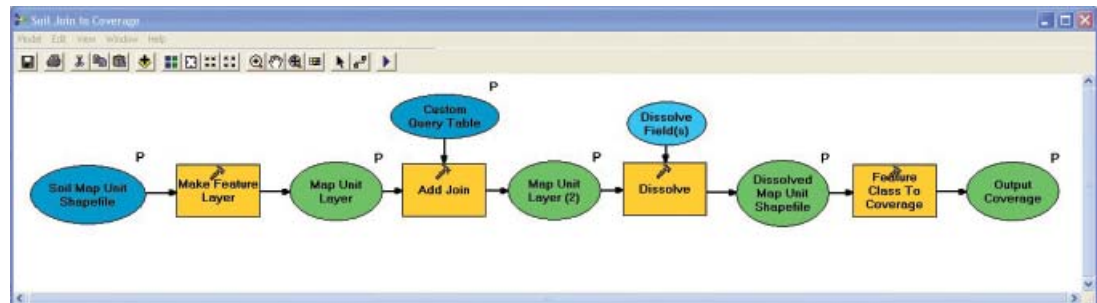 Soil Join to Coverage
Model Edit View Window Help
P
Custom
Query Table
Dissolve
Field(s)
P
Soil Map Unit
Shapefile
Make Feature
Layer
P
Map Unit
Layer
Add Join
P
Map Unit
Layer (2)
Dissolve
P
Dissolved
Map Unit
Shapefile
Feature
Class To
Coverage
P
Output
Coverage